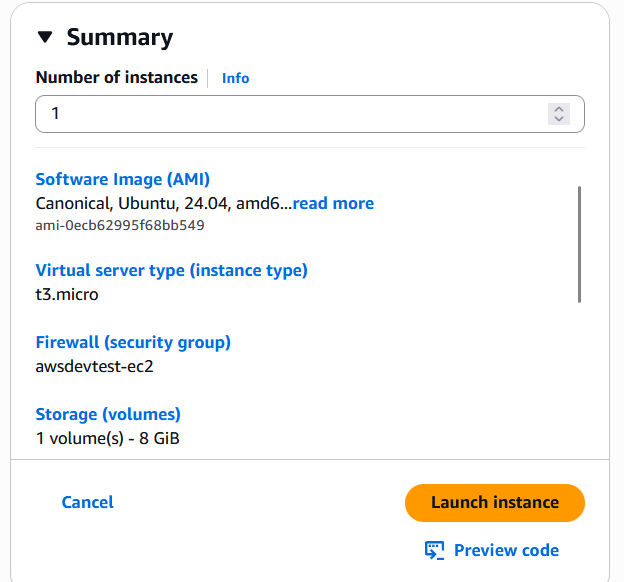 Summary
Number of instances Info
1
Software Image (AMI)
Canonical, Ubuntu, 24.04, amd6...read more
ami-0ecb62995f68bb549
Virtual server type (instance type)
t3.micro
Firewall (security group)
awsdevtest-ec2
Storage (volumes)
1 volume(s) - 8 GiB
Cancel
Launch instance
Preview code